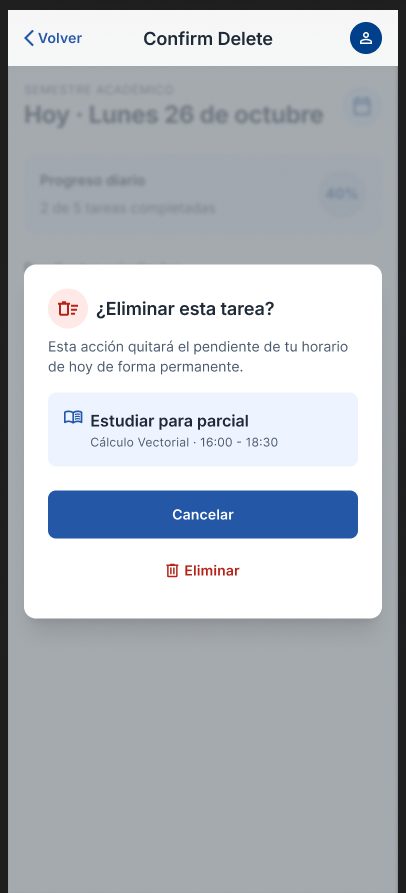 Volver
Confirm Delete
SEMESTRE ACADÉMICO
Hoy · Lunes 26 de octubre
Progreso diario
40%
2 de 5 tareas completadas
¿Eliminar esta tarea?
Esta acción quitará el pendiente de tu horario
de hoy de forma permanente.
Estudiar para parcial
Cálculo Vectorial · 16:00 - 18:30
Cancelar
Eliminar